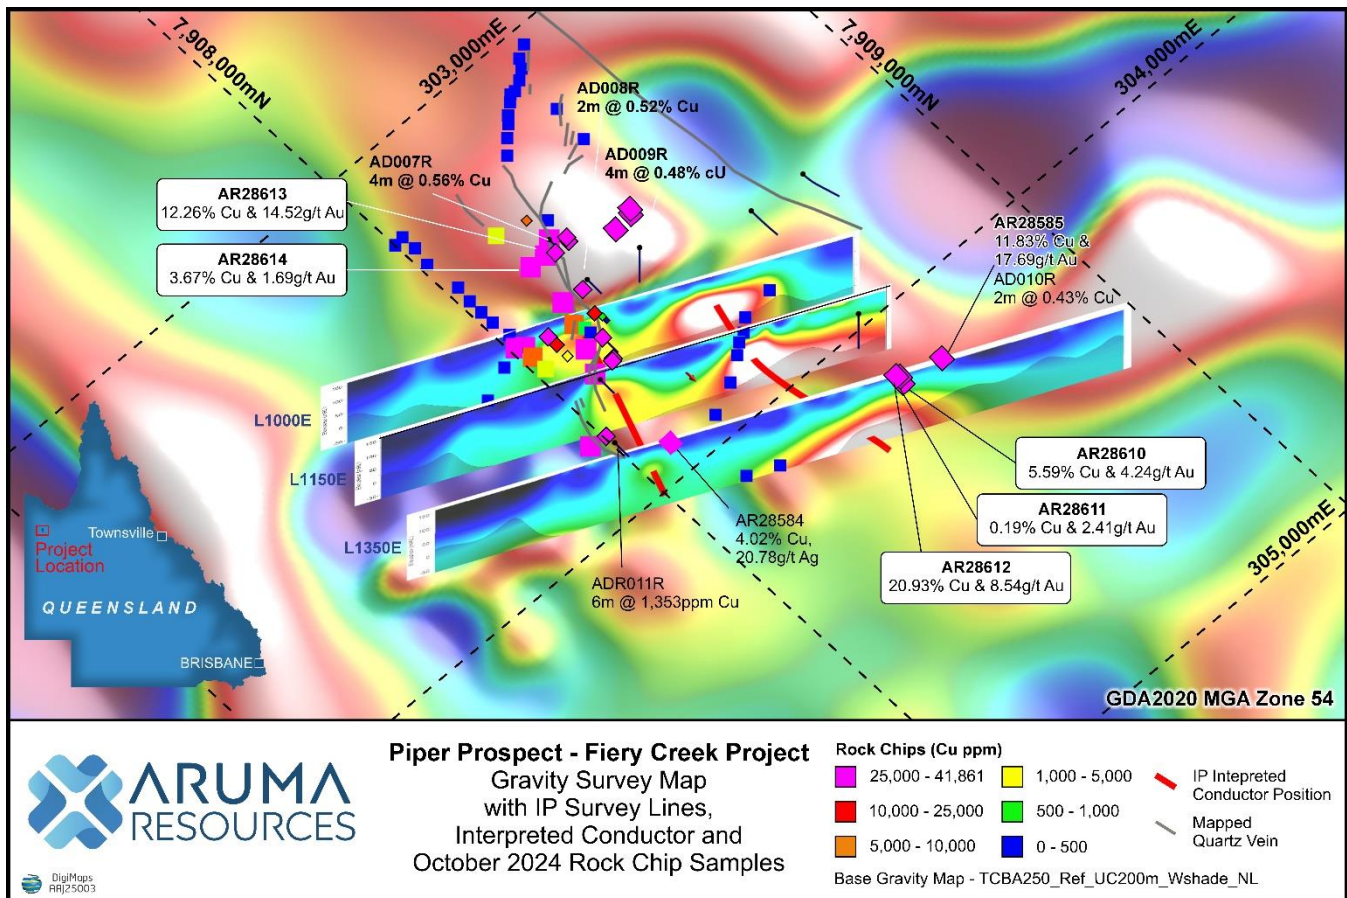 7,908,000mN
303,000mE
7,909,000mN
304,000mE
AD008R
2m @ 0.52% Cu
AD009R
4m @ 0.48% cU
AD007R
4m @ 0.56% Cu
AR28613
12.26% Cu & 14.52g/t Au
AR28614
3.67% Cu & 1.69g/t Au
AR28585
11.83% Cu &
17.69g/t Au
AD010R
2m @ 0.43% Cu
L1000E
L1150E
L1350E
AR28610
5.59% Cu & 4.24g/t Au
AR28611
0.19% Cu & 2.41g/t Au
AR28612
20.93% Cu & 8.54g/t Au
AR28584
4.02% Cu,
20.78g/t Ag
ADR011R
6m @ 1,353ppm Cu
305,000mE
Townsville
Project
Location
QUEENSLAND
BRISBANE
GDA2020 MGA Zone 54
ARUMA
RESOURCES
DigiMaps
ARJ25003
Piper Prospect - Fiery Creek Project
Gravity Survey Map
with IP Survey Lines,
Interpreted Conductor and
October 2024 Rock Chip Samples
Rock Chips (Cu ppm)
25,000 - 41,861
10,000 - 25,000
5,000 - 10,000
1,000 - 5,000
500 - 1,000
0 - 500
IP Intepreted
Conductor Position
Mapped
Quartz Vein
Base Gravity Map - TCBA250_Ref_UC200m_Wshade_NL